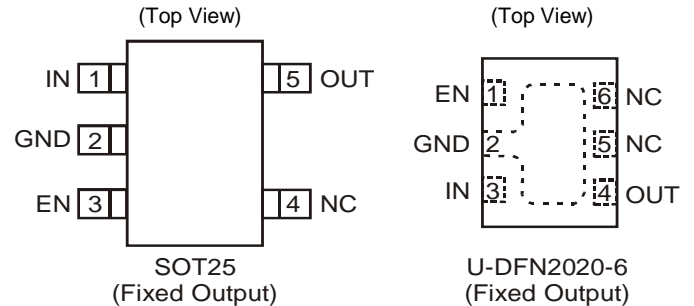 (Top View)
IN 1 5 OUT
GND 2
EN 3 4 NC
SOT25
(Fixed Output)
(Top View)
EN 1 6 NC
GND 2 5 NC
IN 3 4 OUT
U-DFN2020-6
(Fixed Output)